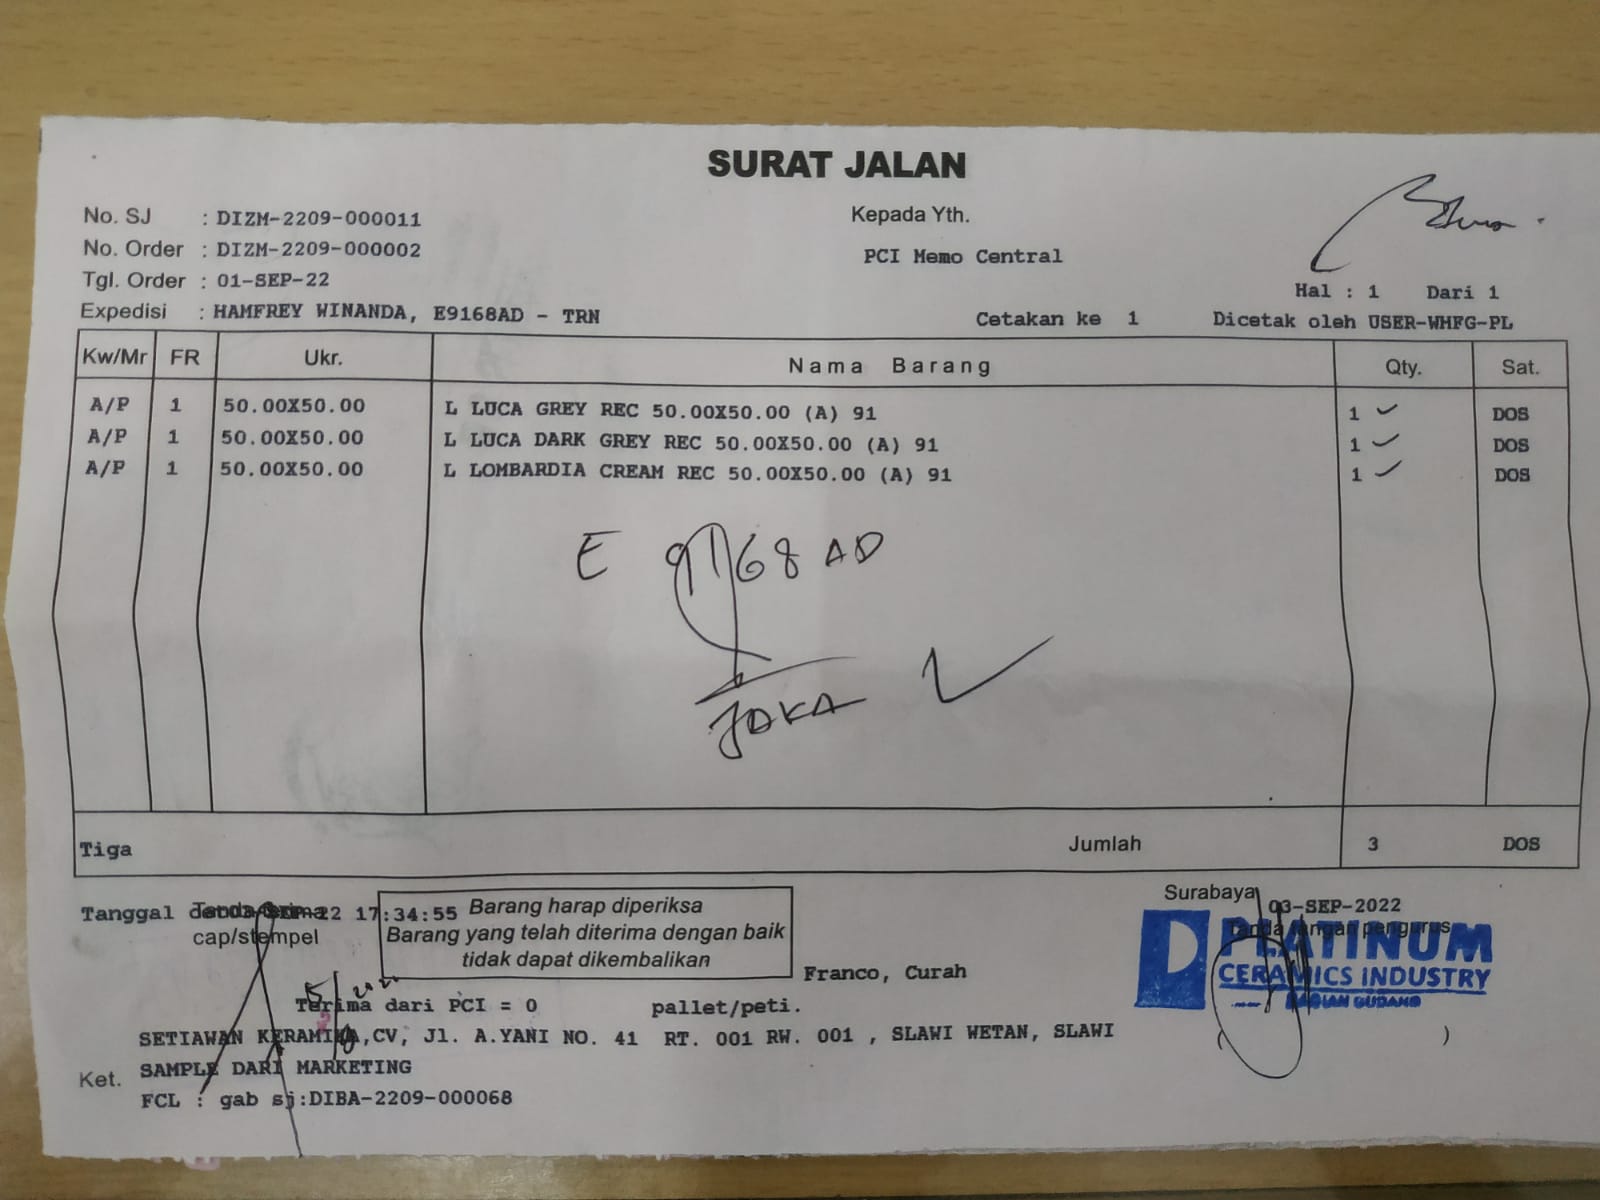 SURAT JALAN
No. SJ : DIZM-2209-000011
No. Order : DIZM-2209-000002
Tgl. Order : 01-SEP-22
Expedisi : HAMFREY WINANDA, E9168AD - TRN
Kepada Yth.
PCI Memo Central
Hal : 1 Dari 1
Cetakan ke 1 Dicetak oleh USER-WHFG-PL
Kw/Mr FR Ukr. Nama Barang Qty. Sat.
A/P 1 50.00X50.00 L LUCA GREY REC 50.00X50.00 (A) 91 1 DOS
A/P 1 50.00X50.00 L LUCA DARK GREY REC 50.00X50.00 (A) 91 1 DOS
A/P 1 50.00X50.00 L LOMBARDIA CREAM REC 50.00X50.00 (A) 91 1 DOS
E 9168 AD
JOKA
Tiga Jumlah 3 DOS
Tanggal 22 17:34:55
Tanda terima
cap/stempel
Barang harap diperiksa
Barang yang telah diterima dengan baik
tidak dapat dikembalikan
Franco, Curah
Surabaya 03-SEP-2022
Tanda tangan pengurus
PLATINUM
CERAMICS INDUSTRY
BAGIAN GUDANG
Terima dari PCI = 0 pallet/peti.
SETIAWAN KERAMIKA,CV, Jl. A.YANI NO. 41 RT. 001 RW. 001 , SLAWI WETAN, SLAWI
Ket. SAMPLE DARI MARKETING
FCL : gab sj:DIBA-2209-000068